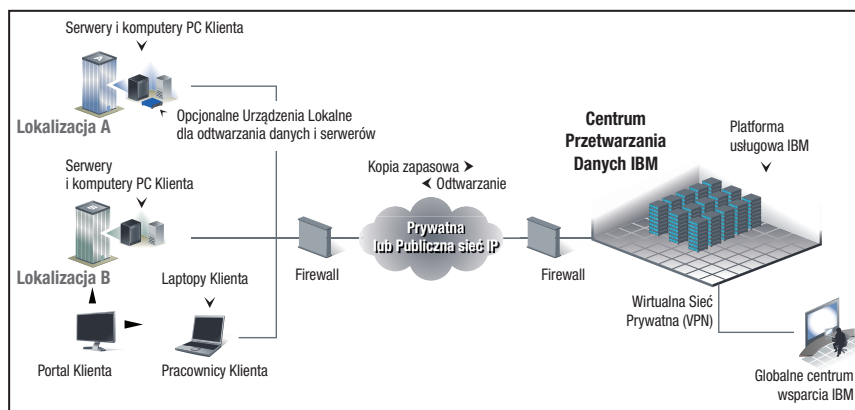 Serwery i komputery PC Klienta
A
Lokalizacja A
Opcjonalne Urządzenia Lokalne
dla odtwarzania danych i serwerów
Serwery
i komputery PC Klienta
B
Lokalizacja B
Portal Klienta
Laptopy Klienta
Pracownicy Klienta
Firewall
Kopia zapasowa
Odtwarzanie
Prywatna
lub Publiczna sieć IP
Firewall
Centrum
Przetwarzania
Danych IBM
Platforma
usługowa IBM
Wirtualna Sieć
Prywatna (VPN)
Globalne centrum
wsparcia IBM